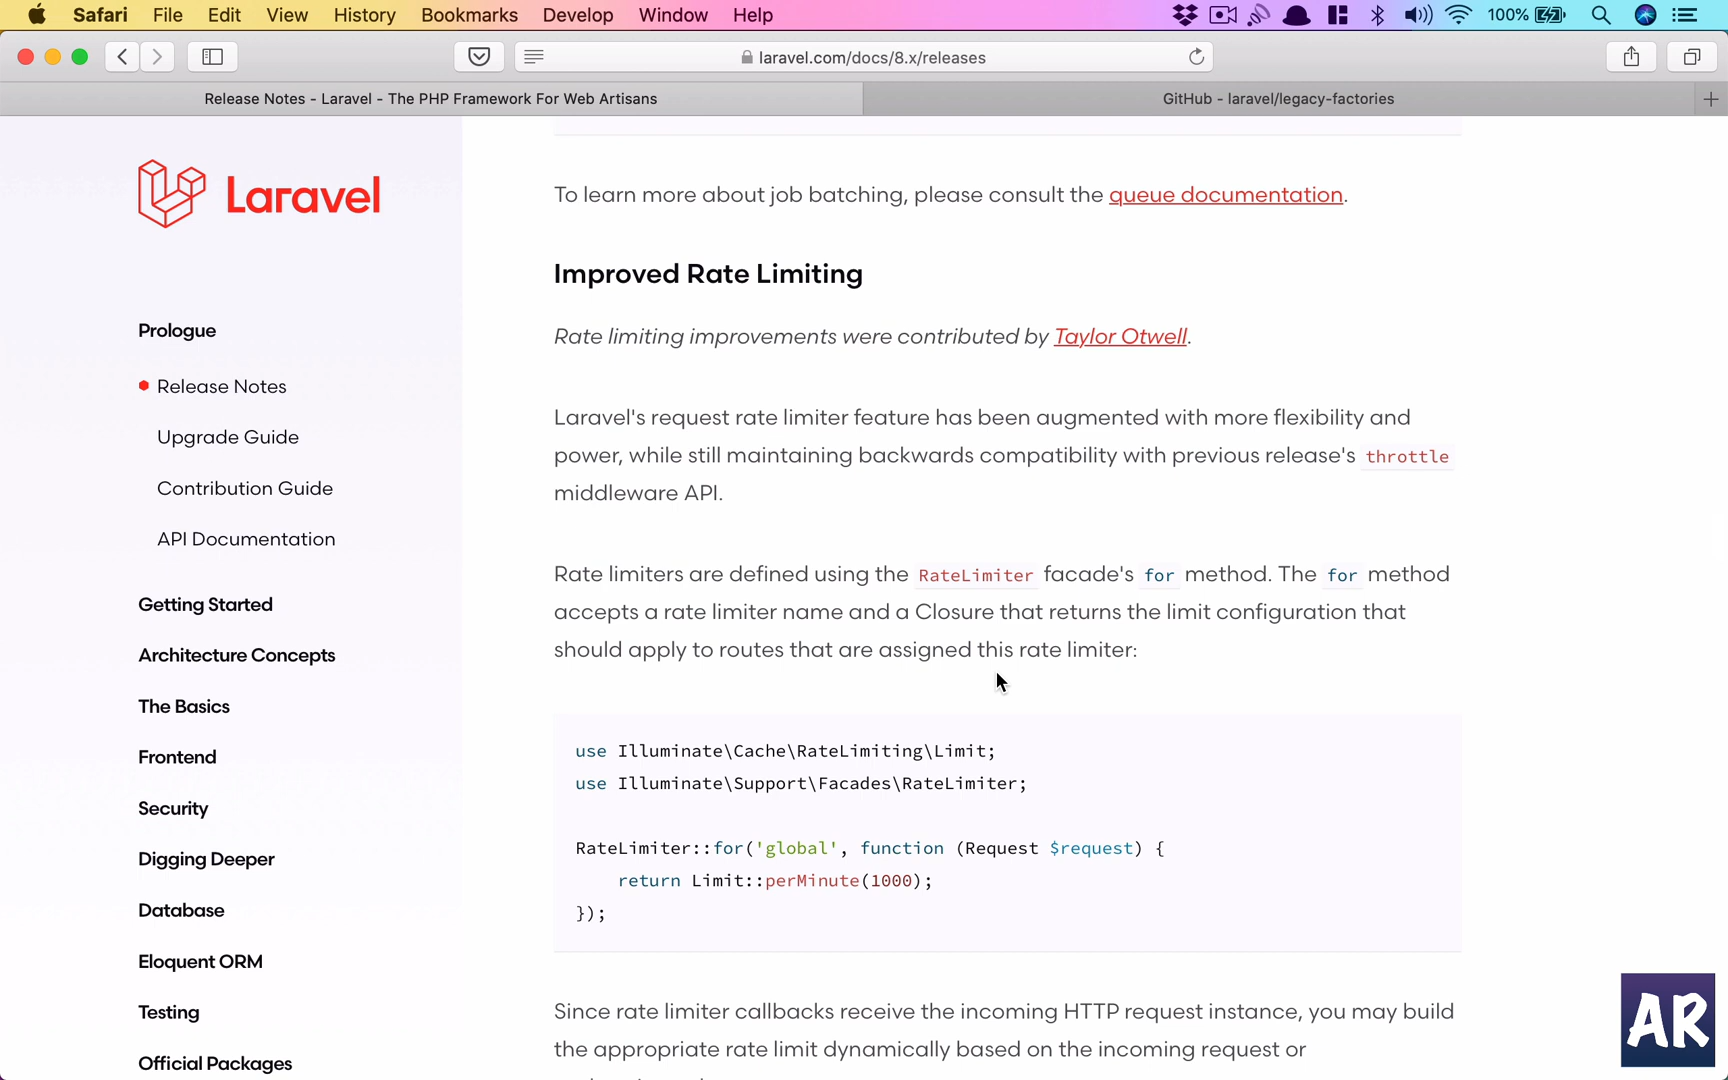 Safari File Edit View History Bookmarks Develop Window Help 100%
laravel.com/docs/8.x/releases
Release Notes - Laravel - The PHP Framework For Web Artisans
GitHub - laravel/legacy-factories
Laravel
Prologue
Release Notes
Upgrade Guide
Contribution Guide
API Documentation
Getting Started
Architecture Concepts
The Basics
Frontend
Security
Digging Deeper
Database
Eloquent ORM
Testing
Official Packages
To learn more about job batching, please consult the queue documentation.
Improved Rate Limiting
Rate limiting improvements were contributed by Taylor Otwell.
Laravel's request rate limiter feature has been augmented with more flexibility and
power, while still maintaining backwards compatibility with previous release's throttle
middleware API.
Rate limiters are defined using the RateLimiter facade's for method. The for method
accepts a rate limiter name and a Closure that returns the limit configuration that
should apply to routes that are assigned this rate limiter:
use Illuminate\Cache\RateLimiting\Limit;
use Illuminate\Support\Facades\RateLimiter;
RateLimiter::for('global', function (Request $request) {
return Limit::perMinute(1000);
});
Since rate limiter callbacks receive the incoming HTTP request instance, you may build
the appropriate rate limit dynamically based on the incoming request or
AR